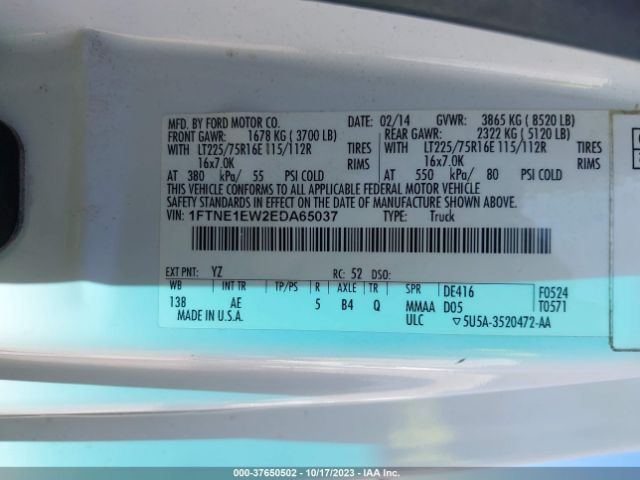 MFD. BY FORD MOTOR CO. DATE: 02/14 GVWR: 3865 KG ( 8520 LB)
FRONT GAWR: 1678 KG ( 3700 LB) REAR GAWR: 2322 KG ( 5120 LB)
WITH LT225/75R16E 115/112R TIRES WITH LT225/75R16E 115/112R TIRES
16x7.0K RIMS 16x7.0K RIMS
AT 380 kPa/ 55 PSI COLD AT 550 kPa/ 80 PSI COLD
THIS VEHICLE CONFORMS TO ALL APPLICABLE FEDERAL MOTOR VEHICLE
SAFETY STANDARDS IN EFFECT ON THE DATE OF MANUFACTURE SHOWN ABOVE.
VIN: 1FTNE1EW2EDA65037 TYPE: Truck
EXT PNT: YZ RC: 52 DSO:
WB INT TR TP/PS R AXLE TR SPR DE416 F0524
138 AE 5 B4 Q MMAA D05 T0571
MADE IN U.S.A. ULC ▽5U5A-3520472-AA
000-37650502 - 10/17/2023 - IAAI